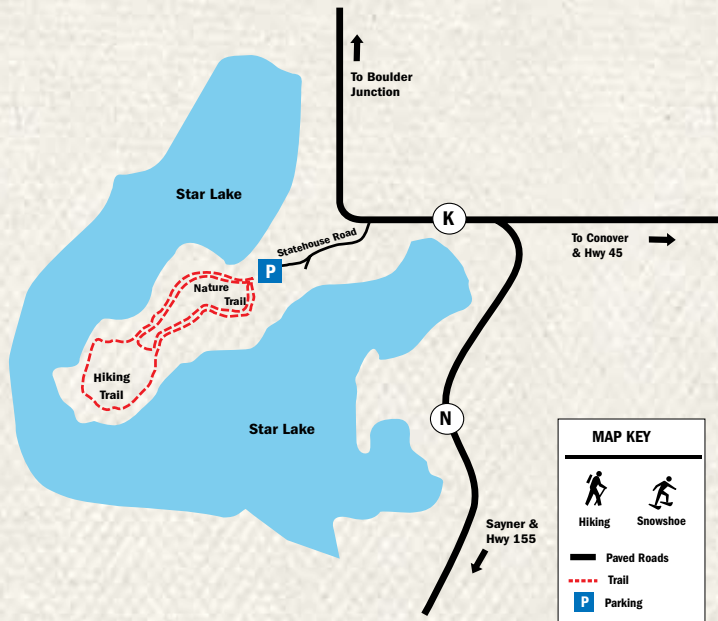 To Boulder
Junction
Star Lake
K
Statehouse Road
To Conover
& Hwy 45
P
Nature
Trail
Hiking
Trail
Star Lake
N
Sayner &
Hwy 155
MAP KEY
Hiking
Snowshoe
Paved Roads
Trail
P Parking